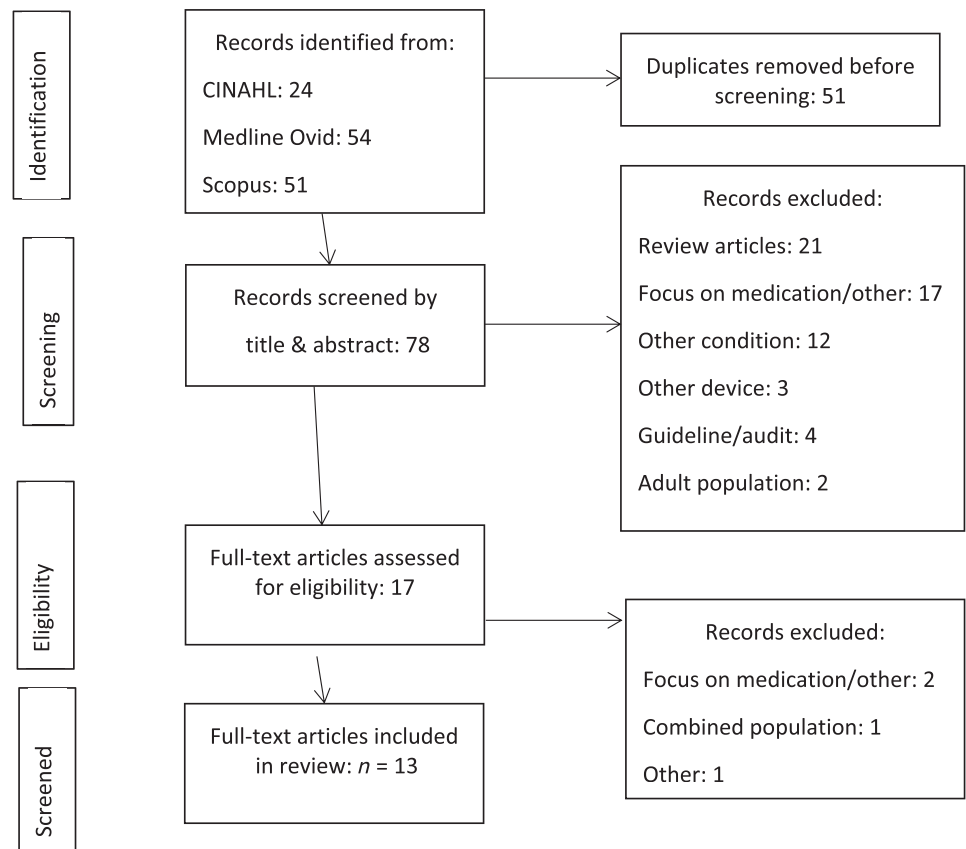 Identification
Records identified from:
CINAHL: 24
Medline Ovid: 54
Scopus: 51
Duplicates removed before
screening: 51
Screening
Records screened by
title & abstract: 78
Records excluded:
Review articles: 21
Focus on medication/other: 17
Other condition: 12
Other device: 3
Guideline/audit: 4
Adult population: 2
Eligibility
Full-text articles assessed
for eligibility: 17
Records excluded:
Focus on medication/other: 2
Combined population: 1
Other: 1
Screened
Full-text articles included
in review: n = 13